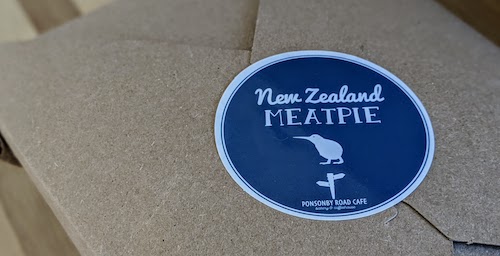 New Zealand
MEATPIE
PONSONBY ROAD CAFE